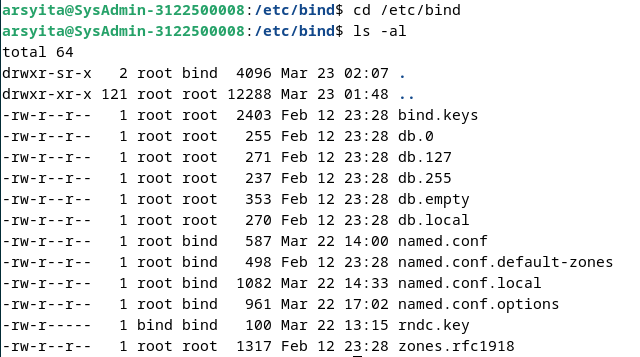 arsyita@SysAdmin-3122500008:/etc/bind$ cd /etc/bind
arsyita@SysAdmin-3122500008:/etc/bind$ ls -al
total 64
drwxr-sr-x   2 root bind  4096 Mar 23 02:07 .
drwxr-xr-x 121 root root 12288 Mar 23 01:48 ..
-rw-r--r--   1 root root  2403 Feb 12 23:28 bind.keys
-rw-r--r--   1 root root   255 Feb 12 23:28 db.0
-rw-r--r--   1 root root   271 Feb 12 23:28 db.127
-rw-r--r--   1 root root   237 Feb 12 23:28 db.255
-rw-r--r--   1 root root   353 Feb 12 23:28 db.empty
-rw-r--r--   1 root root   270 Feb 12 23:28 db.local
-rw-r--r--   1 root bind   587 Mar 22 14:00 named.conf
-rw-r--r--   1 root bind   498 Feb 12 23:28 named.conf.default-zones
-rw-r--r--   1 root bind  1082 Mar 22 14:33 named.conf.local
-rw-r--r--   1 root bind   961 Mar 22 17:02 named.conf.options
-rw-r-----   1 bind bind   100 Mar 22 13:15 rndc.key
-rw-r--r--   1 root root  1317 Feb 12 23:28 zones.rfc1918